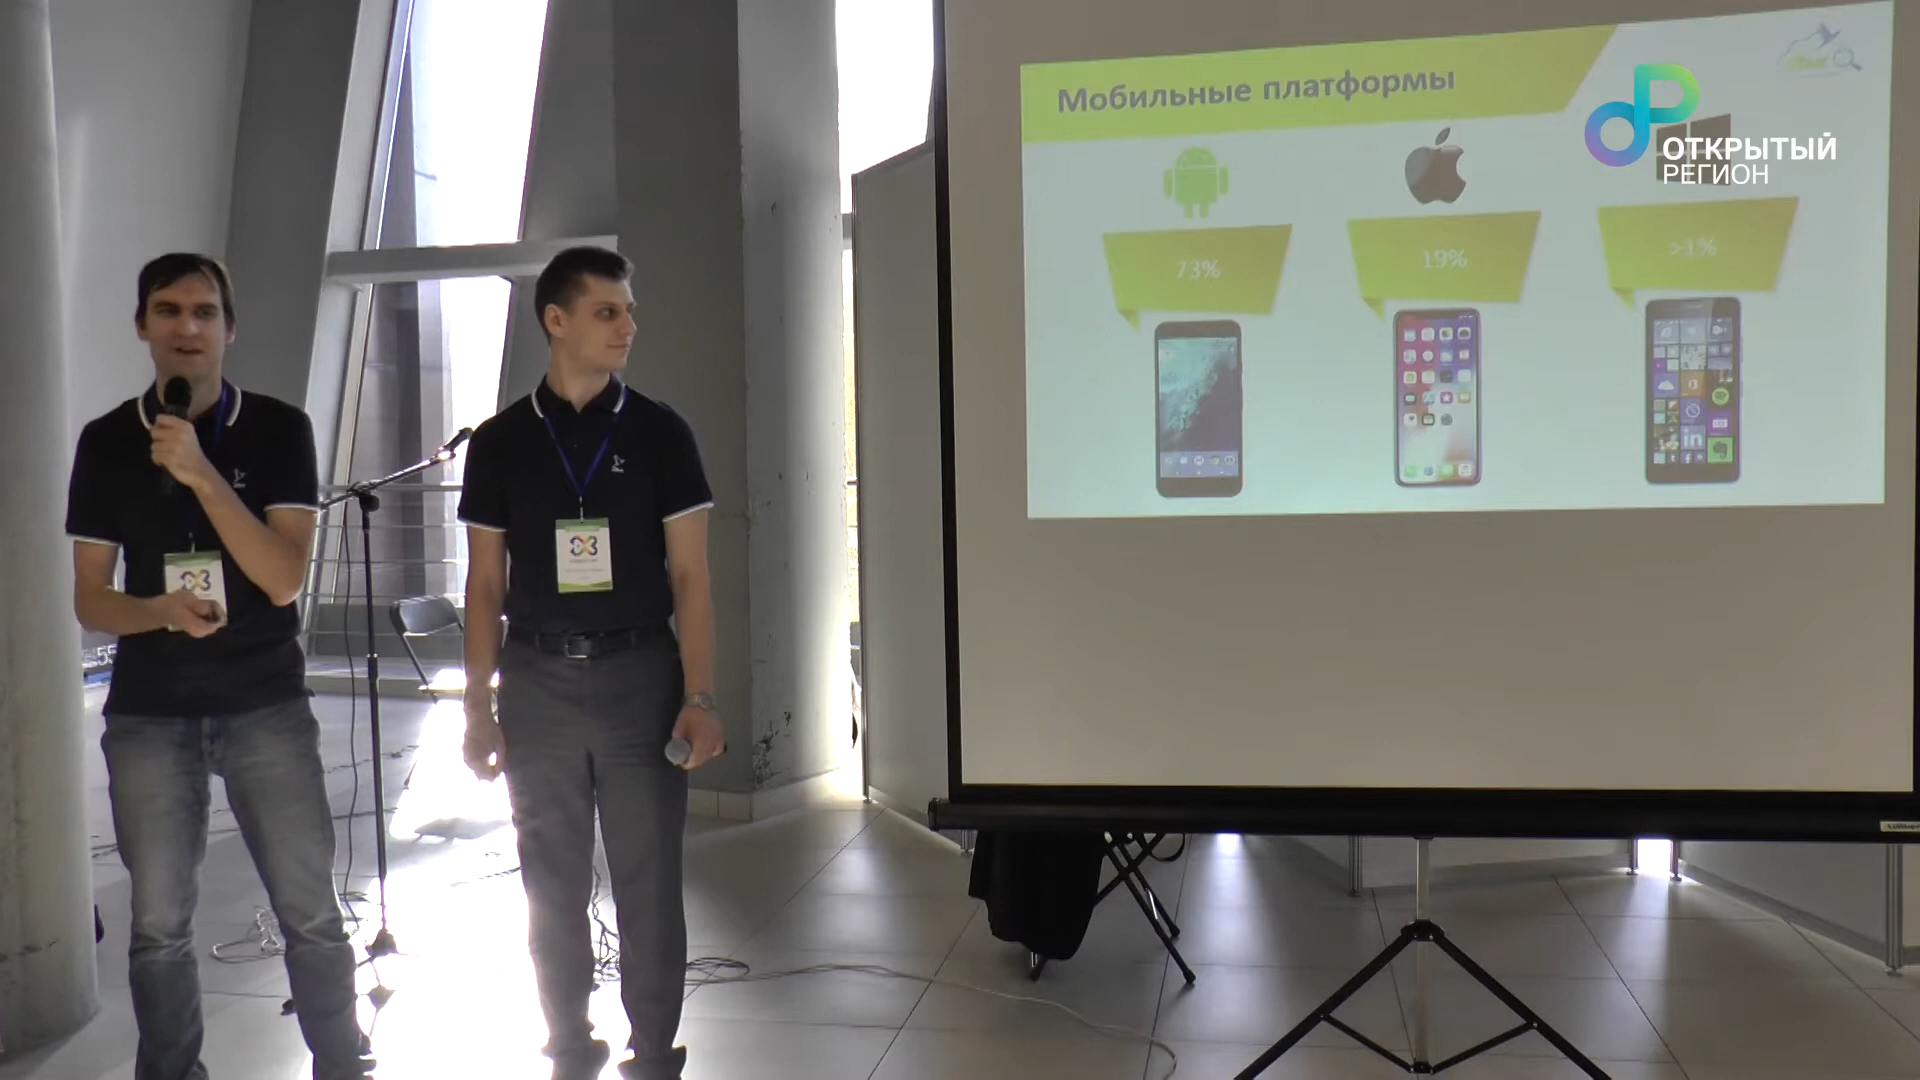 Мобильные платформы
ОТКРЫТЫЙ
РЕГИОН
73%
19%
>1%